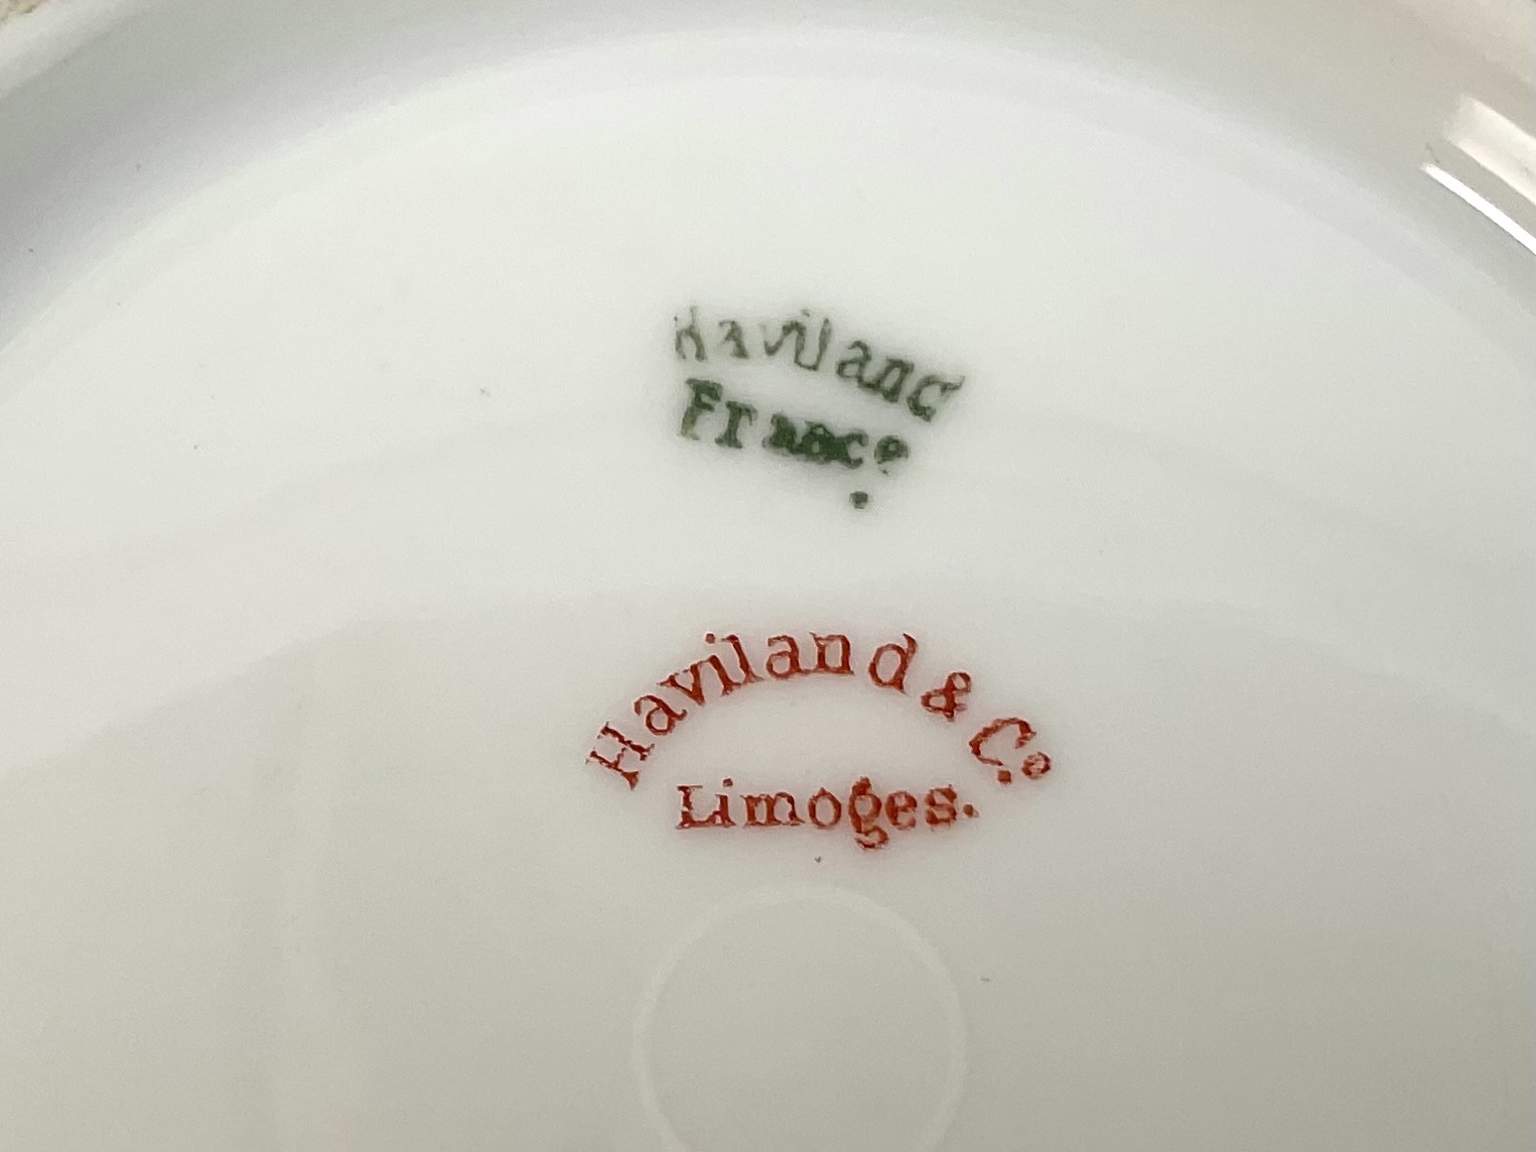 Haviland
France
Haviland & Co
Limoges.